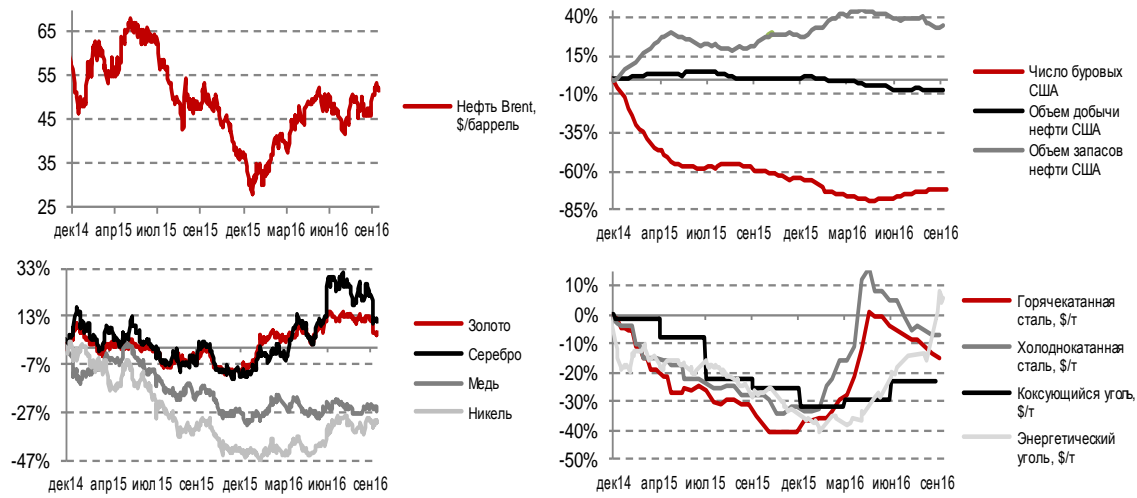 65
55
45
35
25
дек14 апр15 июл15 сен15 дек15 мар16 июн16 сен16
Нефть Brent,
$/баррель
40%
15%
-10%
-35%
-60%
-85%
дек14 апр15 июл15 сен15 дек15 мар16 июн16 сен16
Число буровых
США
Объем добычи
нефти США
Объем запасов
нефти США
33%
13%
-7%
-27%
-47%
дек14 апр15 июл15 сен15 дек15 мар16 июн16 сен16
Золото
Серебро
Медь
Никель
10%
0%
-10%
-20%
-30%
-40%
-50%
дек14 апр15 июл15 сен15 дек15 мар16 июн16 сен16
Горячекатанная
сталь, $/т
Холоднокатанная
сталь, $/т
Коксующийся уголь,
$/т
Энергетический
уголь, $/т